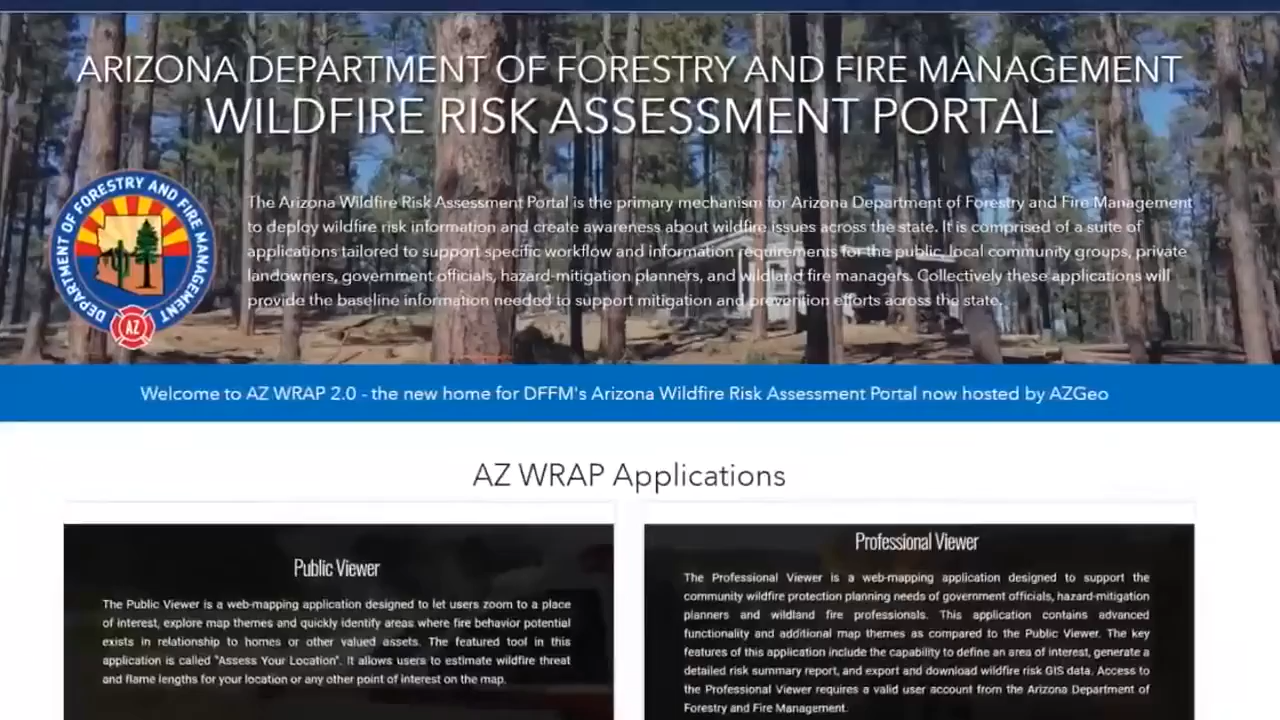 ARIZONA DEPARTMENT OF FORESTRY AND FIRE MANAGEMENT
WILDFIRE RISK ASSESSMENT PORTAL
DEPARTMENT OF FORESTRY AND FIRE MANAGEMENT
AZ
The Arizona Wildfire Risk Assessment Portal is the primary mechanism for Arizona Department of Forestry and Fire Management
to deploy wildfire risk information and create awareness about wildfire issues across the state. It is comprised of a suite of
applications tailored to support specific workflow and information requirements for the public, local community groups, private
landowners, government officials, hazard-mitigation planners, and wildland fire managers. Collectively these applications will
provide the baseline information needed to support mitigation and prevention efforts across the state.
Welcome to AZ WRAP 2.0 - the new home for DFFM's Arizona Wildfire Risk Assessment Portal now hosted by AZGeo
AZ WRAP Applications
Public Viewer
The Public Viewer is a web-mapping application designed to let users zoom to a place
of interest, explore map themes and quickly identify areas where fire behavior potential
exists in relationship to homes or other valued assets. The featured tool in this
application is called "Assess Your Location". It allows users to estimate wildfire threat
and flame lengths for your location or any other point of interest on the map.
Professional Viewer
The Professional Viewer is a web-mapping application designed to support the
community wildfire protection planning needs of government officials, hazard-mitigation
planners and wildland fire professionals. This application contains advanced
functionality and additional map themes as compared to the Public Viewer. The key
features of this application include the capability to define an area of interest, generate a
detailed risk summary report, and export and download wildfire risk GIS data. Access to
the Professional Viewer requires a valid user account from the Arizona Department of
Forestry and Fire Management.